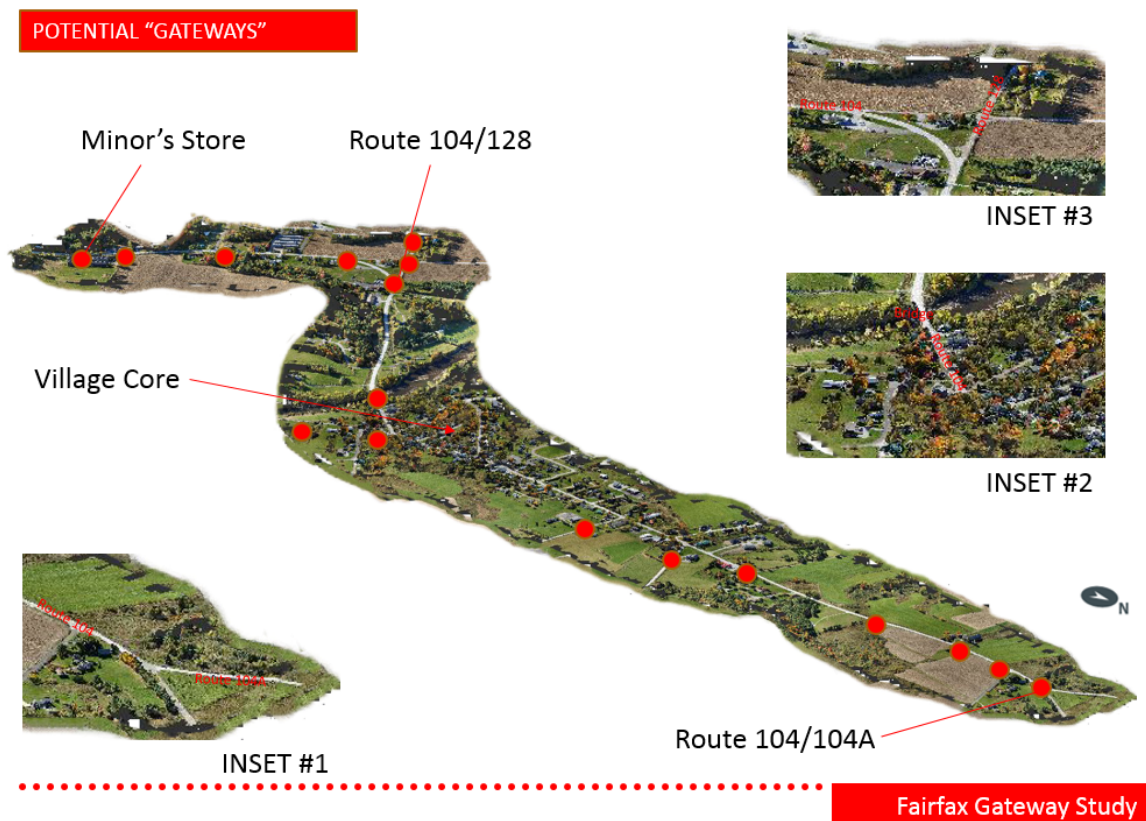 POTENTIAL “GATEWAYS”
Minor’s Store
Route 104/128
Route 104
Route 128
INSET #3
Village Core
Bridge
Route 104
INSET #2
Route 104
Route 104A
INSET #1
Route 104/104A
N
Fairfax Gateway Study